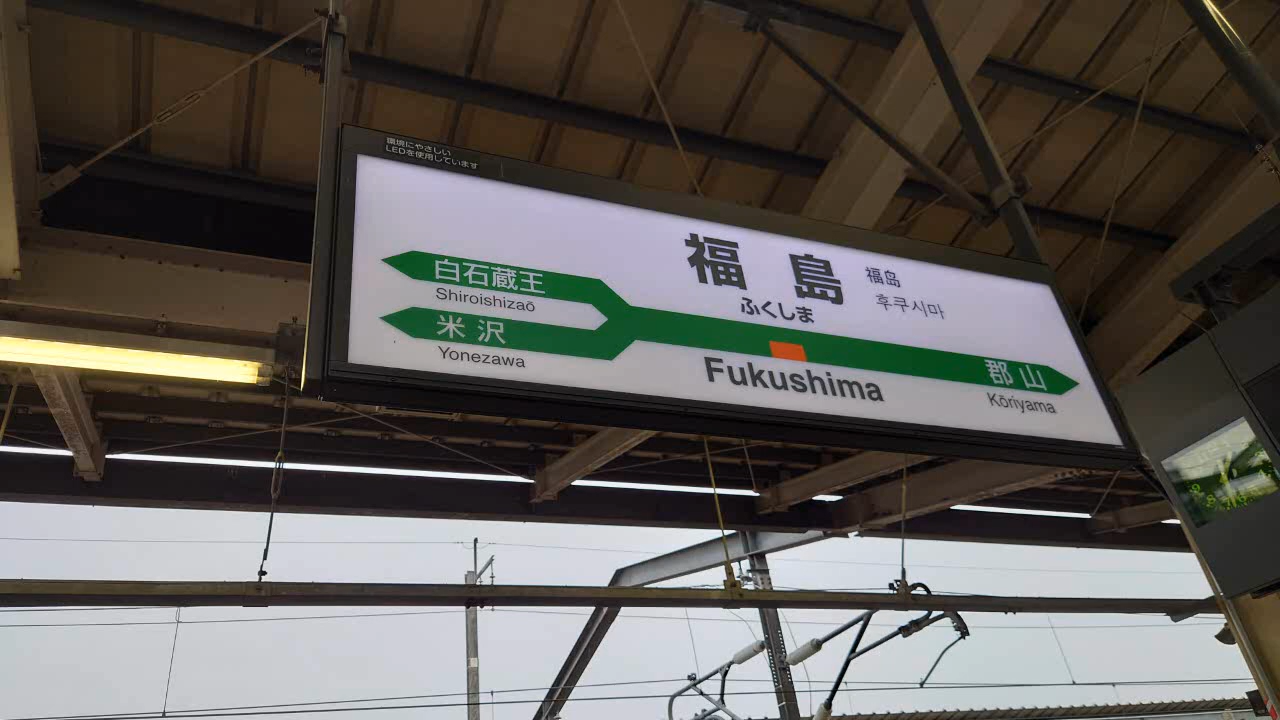 環境にやさしい
LEDを使用しています
福島
福岛
ふくしま
후쿠시마
白石蔵王
Shiroishizaō
米沢
Yonezawa
Fukushima
郡山
Kōriyama